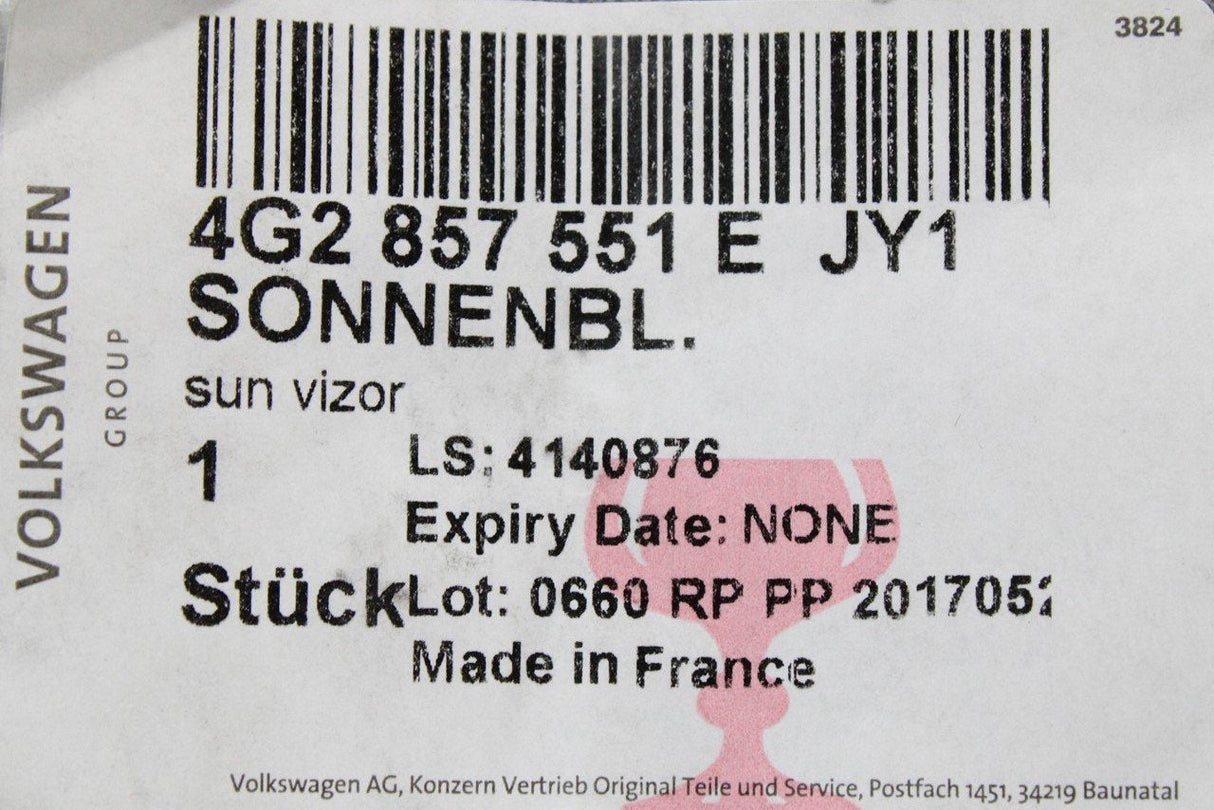 3824
VOLKSWAGEN
GROUP
4G2 857 551 E JY1
SONNENBL.
sun vizor
1
LS: 4140876
Expiry Date: NONE
Stück
Lot: 0660 RP PP 201705
Made in France
Volkswagen AG, Konzern Vertrieb Original Teile und Service, Postfach 1451, 34219 Baunatal